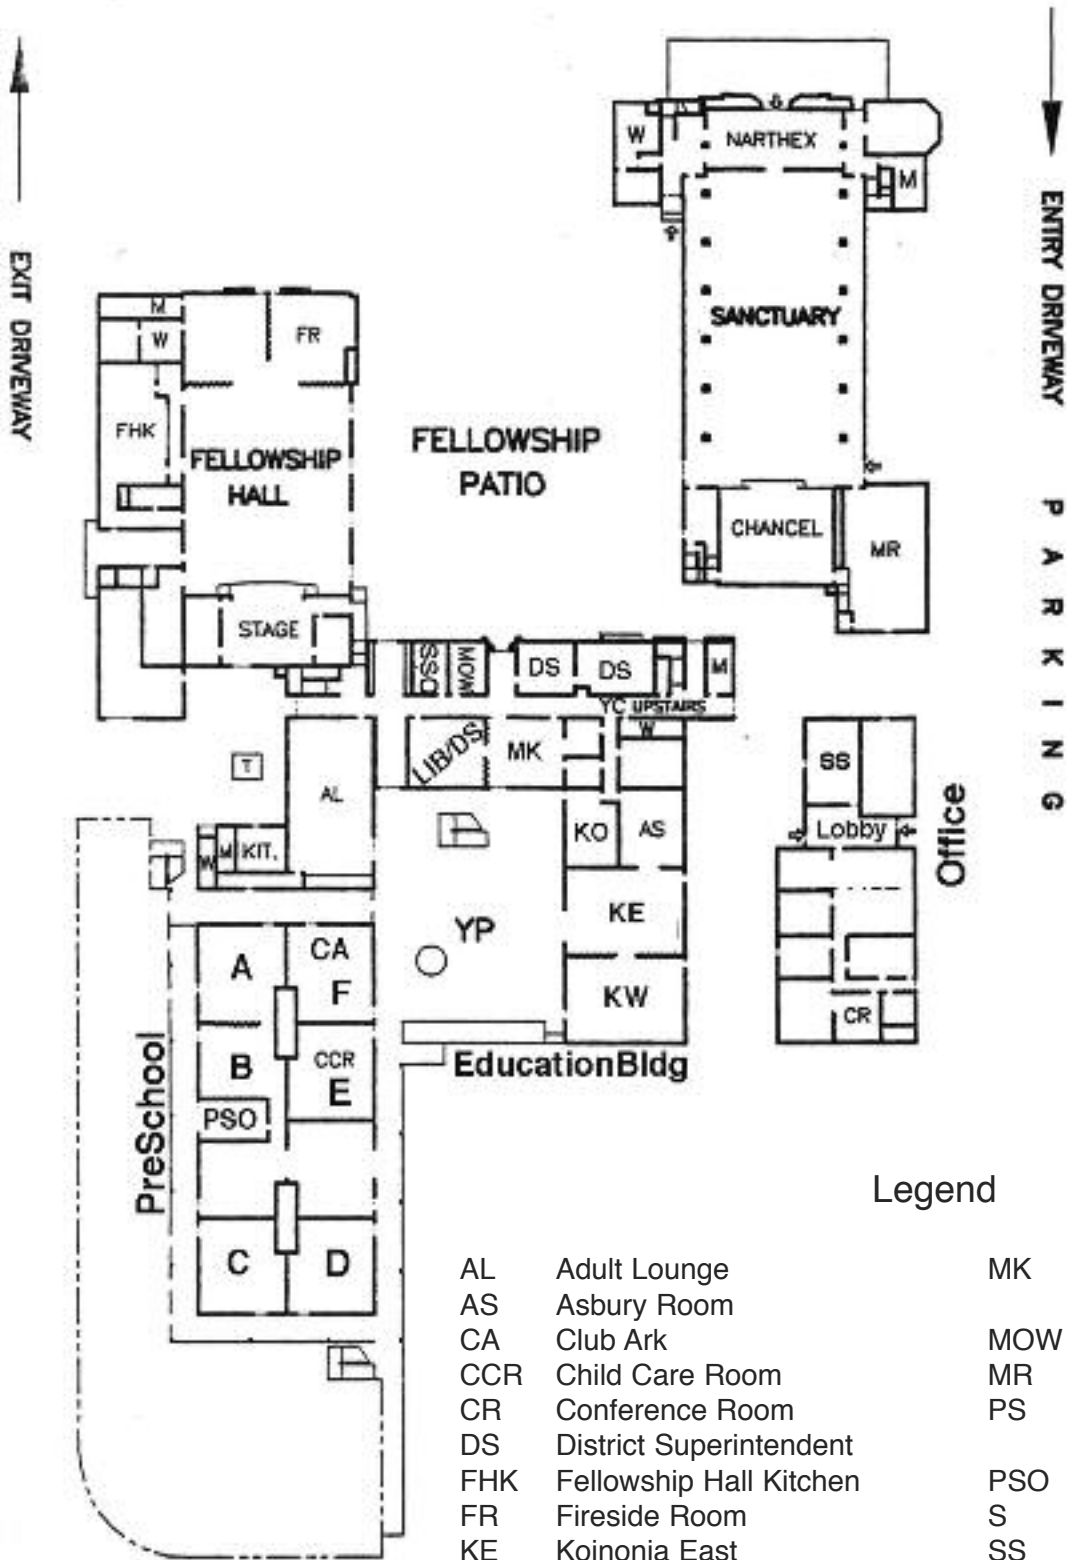 EXIT DRIVEWAY
ENTRY DRIVEWAY
PARKING
W
NARTHEX
M
SANCTUARY
M
W
FR
FHK
FELLOWSHIP
HALL
FELLOWSHIP
PATIO
CHANCEL
MR
STAGE
SSO
MOW
DS
DS
M
YC UPSTAIRS
W
LIB/DS
MK
T
AL
SS
Lobby
Office
W
M
KIT.
KO
AS
KE
YP
KW
A
CA
F
B
CCR
E
PSO
PreSchool
EducationBldg
CR
C
D
Legend
AL Adult Lounge MK
AS Asbury Room
CA Club Ark MOW
CCR Child Care Room MR
CR Conference Room PS
DS District Superintendent
FHK Fellowship Hall Kitchen PSO
FR Fireside Room S
KE Koinonia East SS